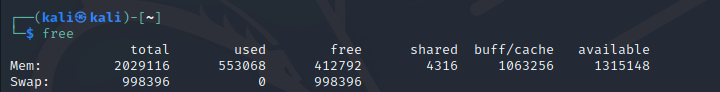 ┌──(kali㉿kali)-[~]
└─$ free
               total        used        free      shared  buff/cache   available
Mem:         2029116      553068      412792        4316     1063256     1315148
Swap:         998396           0      998396